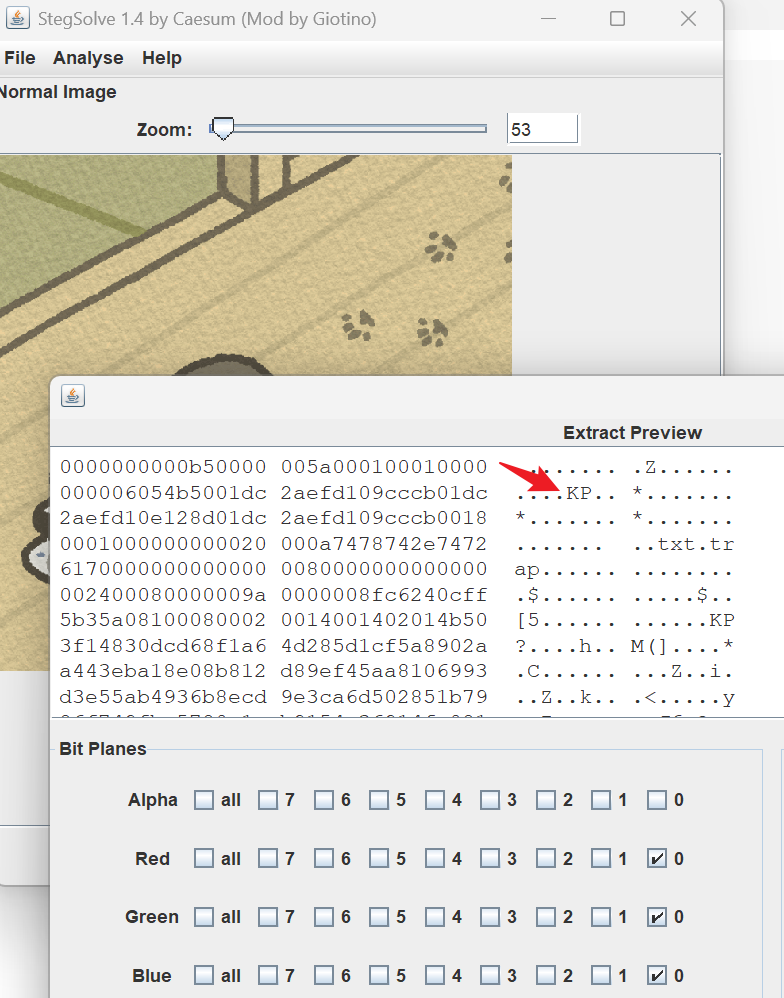 StegSolve 1.4 by Caesum (Mod by Giotino)
File Analyse Help
Normal Image
Zoom: 53
Extract Preview
0000000000b50000 005a000100010000 ........ .Z......
000006054b5001dc 2aefd109cccb01dc ....KP.. *.......
2aefd10e128d01dc 2aefd109cccb0018 *....... *.......
0001000000000020 000a7478742e7472 ....... ..txt.tr
6170000000000000 0080000000000000 ap...... ........
002400080000009a 0000008fc6240cff .$...... .....$..
5b35a08100080002 0014001402014b50 [5...... ......KP
3f14830dcd68f1a6 4d285d1cf5a8902a ?....h.. M(]....*
a443eba18e08b812 d89ef45aa8106993 .C...... ...Z..i.
d3e55ab4936b8ecd 9e3ca6d502851b79 ..Z..k.. .<.....y
Bit Planes
Alpha all 7 6 5 4 3 2 1 0
Red all 7 6 5 4 3 2 1 0
Green all 7 6 5 4 3 2 1 0
Blue all 7 6 5 4 3 2 1 0